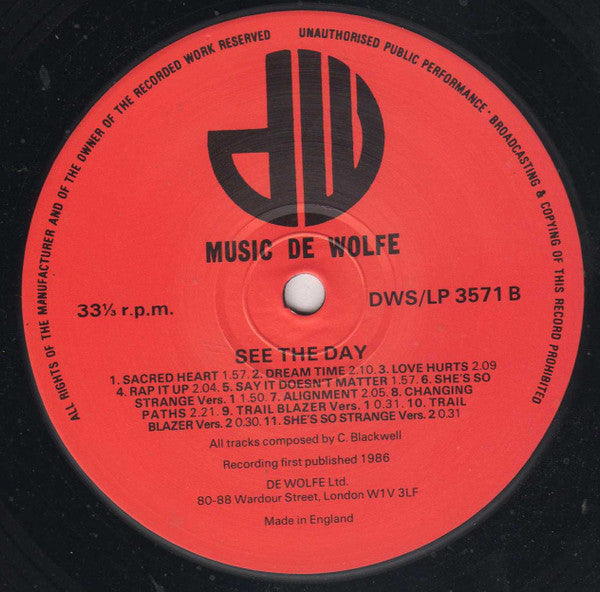 ALL RIGHTS OF THE MANUFACTURER AND OF THE OWNER OF THE RECORDED WORK RESERVED
UNAUTHORISED PUBLIC PERFORMANCE · BROADCASTING & COPYING OF THIS RECORD PROHIBITED
dW
MUSIC DE WOLFE
33⅓ r.p.m.
DWS/LP 3571 B
SEE THE DAY
1. SACRED HEART 1.57. 2. DREAM TIME 2.10. 3. LOVE HURTS 2.09
4. RAP IT UP 2.04. 5. SAY IT DOESN'T MATTER 1.57. 6. SHE'S SO
STRANGE Vers. 1 1.50. 7. ALIGNMENT 2.05. 8. CHANGING
PATHS 2.21. 9. TRAIL BLAZER Vers. 1 0.31. 10. TRAIL
BLAZER Vers. 2 0.30. 11. SHE'S SO STRANGE Vers. 2 0.31
All tracks composed by C. Blackwell
Recording first published 1986
DE WOLFE Ltd.
80-88 Wardour Street, London W1V 3LF
Made in England